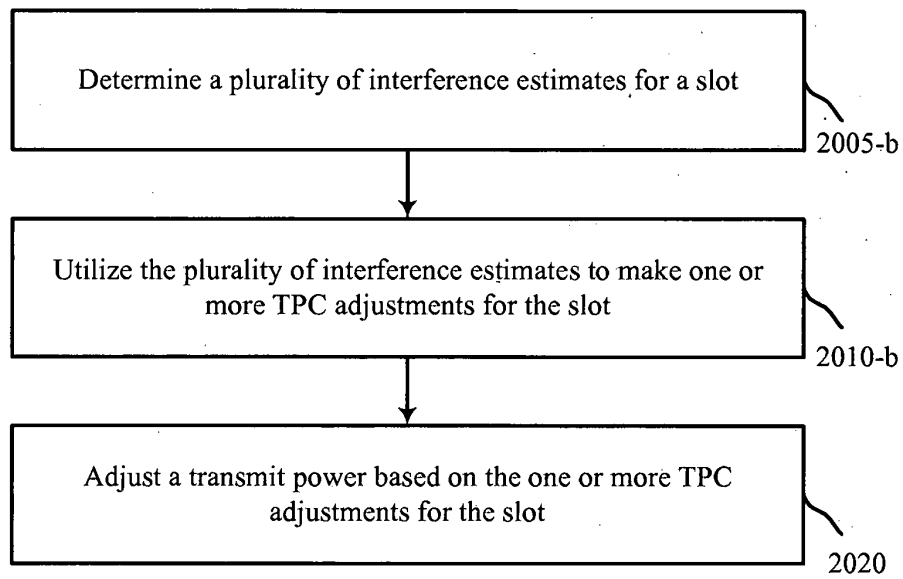 Determine a plurality of interference estimates for a slot
2005-b
Utilize the plurality of interference estimates to make one or
more TPC adjustments for the slot
2010-b
Adjust a transmit power based on the one or more TPC
adjustments for the slot
2020